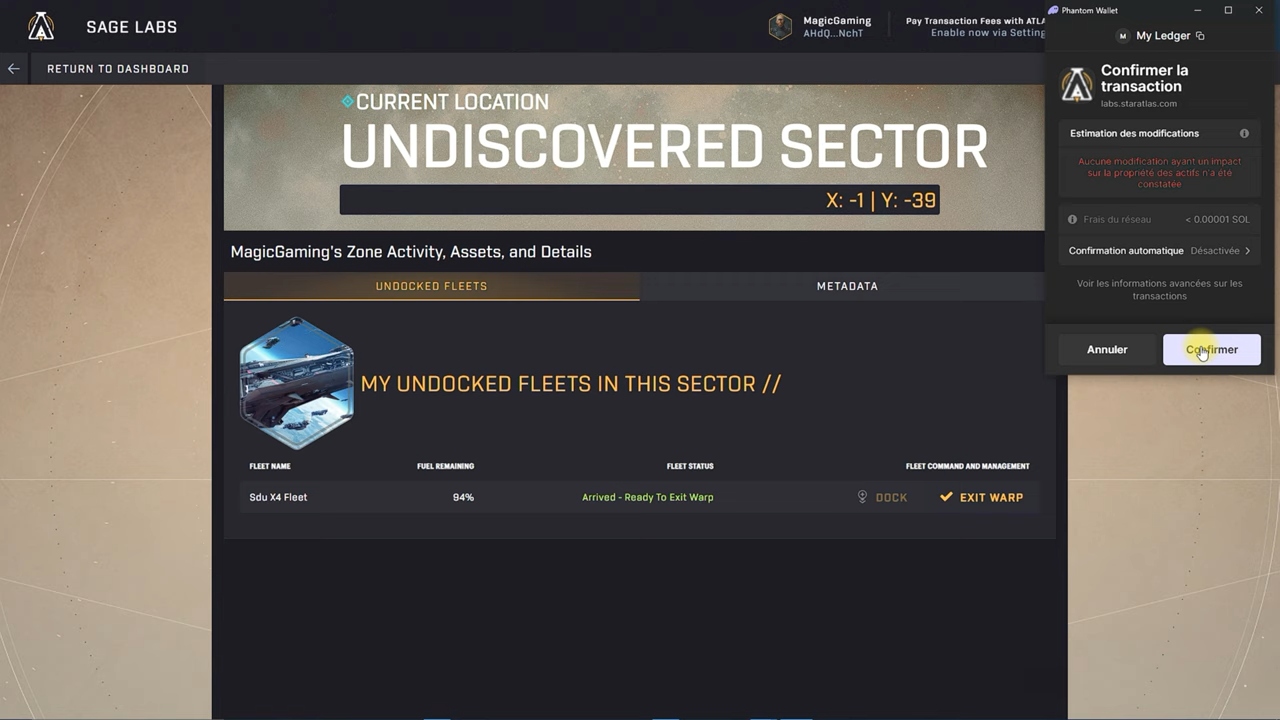 SAGE LABS
MagicGaming
AHdQ...NchT
Pay Transaction Fees with ATLA
Enable now via Setting
RETURN TO DASHBOARD
CURRENT LOCATION
UNDISCOVERED SECTOR
X: -1 | Y: -39
MagicGaming's Zone Activity, Assets, and Details
UNDOCKED FLEETS
METADATA
MY UNDOCKED FLEETS IN THIS SECTOR //
FLEET NAME
FUEL REMAINING
FLEET STATUS
FLEET COMMAND AND MANAGEMENT
Sdu X4 Fleet
94%
Arrived - Ready To Exit Warp
DOCK
EXIT WARP
Phantom Wallet
M My Ledger
Confirmer la
transaction
labs.staratlas.com
Estimation des modifications
Aucune modification ayant un impact
sur la propriété des actifs n'a été
constatée
Frais du réseau
< 0.00001 SOL
Confirmation automatique
Désactivée
Voir les informations avancées sur les
transactions
Annuler
Confirmer